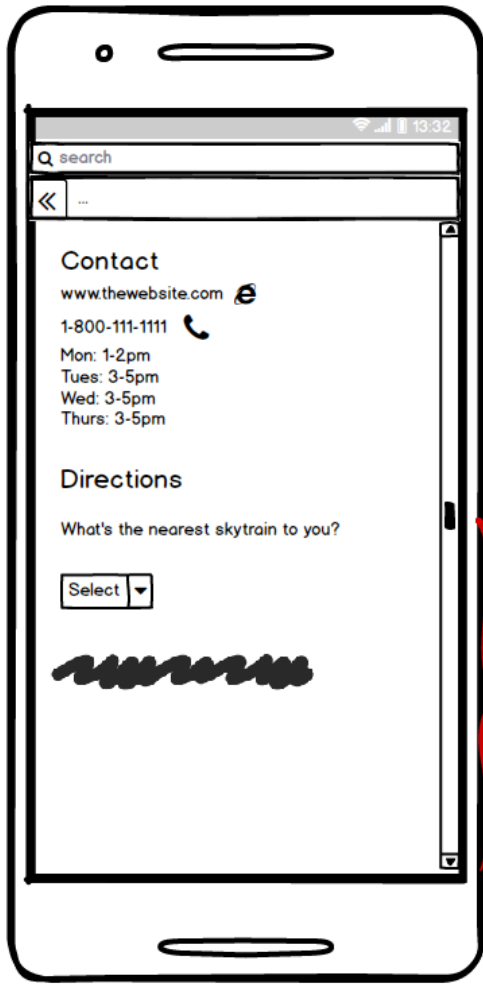 13:32
search
...
Contact
www.thewebsite.com
1-800-111-1111
Mon: 1-2pm
Tues: 3-5pm
Wed: 3-5pm
Thurs: 3-5pm
Directions
What's the nearest skytrain to you?
Select